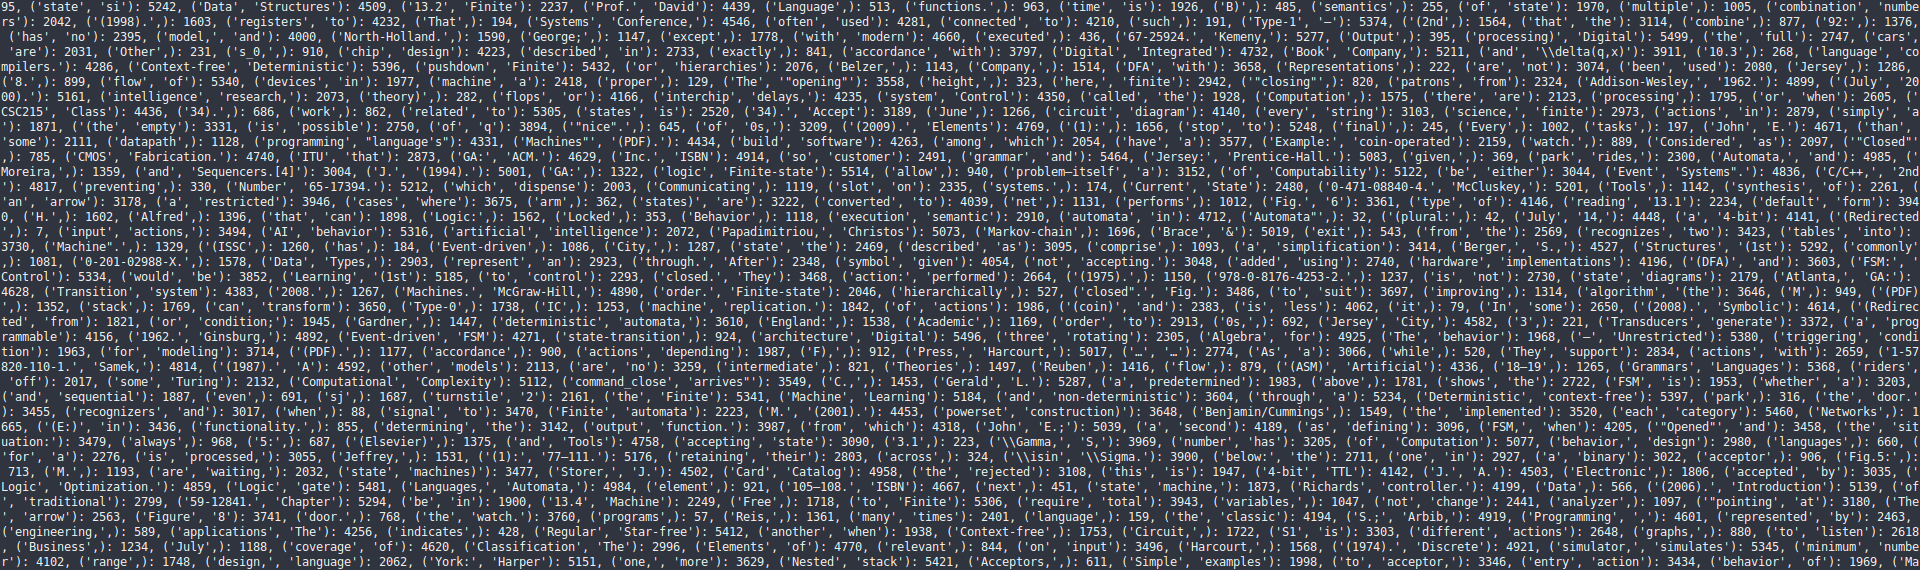 95, ('state', 'si'): 5242, ('Data', 'Structures'): 4509, ('13.2', 'Finite'): 2237, ('Prof.', 'David'): 4439, ('Language',): 513, ('functions.',): 963, ('time', 'is'): 1926, ('B)',): 485, ('semantics',): 255, ('of', 'state'): 1970, ('multiple',): 1005, ('combination', 'numbe
r'): 2042, ('(1998).',): 1603, ('registers', 'to'): 4232, ('That',): 194, ('Systems', 'Conference,'): 4546, ('often', 'used'): 4281, ('connected', 'to'): 4210, ('such',): 191, ('Type-1', '—'): 5374, ('(2nd',): 1564, ('that', 'the'): 3114, ('combine',): 877, ('92:',): 1376,
('has', 'no'): 2395, ('model,', 'and'): 4000, ('North-Holland.',): 1590, ('George;',): 1147, ('except',): 1778, ('with', 'modern'): 4660, ('executed',): 436, ('67-25924.', 'Kemeny,'): 5277, ('Output',): 395, ('processing)', 'Digital'): 5499, ('the', 'full'): 2747, ('cars',
'are'): 2031, ('Other',): 231, ('s_0,',): 910, ('chip', 'design'): 4223, ('described', 'in'): 2733, ('exactly',): 841, ('accordance', 'with'): 3797, ('Digital', 'Integrated'): 4732, ('Book', 'Company,'): 5211, ('and', '\\delta(q,x)'): 3911, ('10.3',): 268, ('language', 'co
mpilers.'): 4286, ('Context-free', 'Deterministic'): 5396, ('pushdown', 'Finite'): 5432, ('or', 'hierarchies'): 2076, ('Belzer,',): 1143, ('Company,',): 1514, ('DFA', 'with'): 3658, ('Representations',): 222, ('are', 'not'): 3074, ('been', 'used'): 2080, ('Jersey',): 1286,
('8.',): 899, ('flow', 'of'): 5340, ('devices', 'in'): 1977, ('machine', 'a'): 2418, ('proper',): 129, ('The', '"opening"'): 3558, ('height,',): 323, ('here,', 'finite'): 2942, ('"closing"',): 820, ('patrons', 'from'): 2324, ('Addison-Wesley,', '1962.'): 4899, ('(July', '20
00).'): 5161, ('intelligence', 'research,'): 2073, ('theory)',): 282, ('flops', 'or'): 4166, ('interchip', 'delays,'): 4235, ('system', 'Control'): 4350, ('called', 'the'): 1928, ('Computation',): 1575, ('there', 'are'): 2123, ('processing',): 1795, ('or', 'when'): 2605, ('
CSC215', 'Class'): 4436, ('34).',): 686, ('work',): 862, ('related', 'to'): 5305, ('states', 'is'): 2520, ('34).', 'Accept'): 3189, ('June',): 1266, ('circuit', 'diagram'): 4140, ('every', 'string'): 3103, ('science,', 'finite'): 2973, ('actions', 'in'): 2879, ('simply', 'a
'): 1871, ('(the', 'empty'): 3331, ('is', 'possible'): 2750, ('of', 'q'): 3894, ('"nice".',): 645, ('of', '0s,'): 3209, ('(2009).', 'Elements'): 4769, ('(1):',): 1656, ('stop', 'to'): 5248, ('final)',): 245, ('Every',): 1002, ('tasks',): 197, ('John', 'E.'): 4671, ('than',
'some'): 2111, ('datapath',): 1128, ('programming', "language's"): 4331, ('Machines"', '(PDF).'): 4434, ('build', 'software'): 4263, ('among', 'which'): 2054, ('have', 'a'): 3577, ('Example:', 'coin-operated'): 2159, ('watch.',): 889, ('Considered', 'as'): 2097, ('"Closed"'
,): 785, ('CMOS', 'Fabrication.'): 4740, ('ITU', 'that'): 2873, ('GA:', 'ACM.'): 4629, ('Inc.', 'ISBN'): 4914, ('so', 'customer'): 2491, ('grammar', 'and'): 5464, ('Jersey:', 'Prentice-Hall.'): 5083, ('given,',): 369, ('park', 'rides,'): 2300, ('Automata,', 'and'): 4985, ('
Moreira,',): 1359, ('and', 'Sequencers.[4]'): 3004, ('J.', '(1994).'): 5001, ('GA:',): 1322, ('logic', 'Finite-state'): 5514, ('allow',): 940, ('problem—itself', 'a'): 3152, ('of', 'Computability'): 5122, ('be', 'either'): 3044, ('Event', 'Systems".'): 4836, ('C/C++,', '2nd
'): 4817, ('preventing',): 330, ('Number', '65-17394.'): 5212, ('which', 'dispense'): 2003, ('Communicating',): 1119, ('slot', 'on'): 2335, ('systems.',): 174, ('Current', 'State'): 2480, ('0-471-08840-4.', 'McCluskey,'): 5201, ('Tools',): 1142, ('synthesis', 'of'): 2261, (
'an', 'arrow'): 3178, ('a', 'restricted'): 3946, ('cases', 'where'): 3675, ('arm',): 362, ('states)', 'are'): 3222, ('converted', 'to'): 4039, ('net',): 1131, ('performs',): 1012, ('Fig.', '6'): 3361, ('type', 'of'): 4146, ('reading', '13.1'): 2234, ('default', 'form'): 394
0, ('H.',): 1602, ('Alfred',): 1396, ('that', 'can'): 1898, ('Logic:',): 1562, ('Locked',): 353, ('Behavior',): 1118, ('execution', 'semantic'): 2910, ('automata', 'in'): 4712, ('Automata"',): 32, ('(plural:',): 42, ('July', '14,'): 4448, ('a', '4-bit'): 4141, ('(Redirected
',): 7, ('input', 'actions,'): 3494, ('AI', 'behavior'): 5316, ('artificial', 'intelligence'): 2072, ('Papadimitriou,', 'Christos'): 5073, ('Markov-chain',): 1696, ('Brace', '&'): 5019, ('exit',): 543, ('from', 'the'): 2569, ('recognizes', 'two'): 3423, ('tables', 'into'):
3730, ('Machine".',): 1329, ('(ISSC',): 1260, ('has',): 184, ('Event-driven',): 1086, ('City,',): 1287, ('state', 'the'): 2469, ('described', 'as'): 3095, ('comprise',): 1093, ('a', 'simplification'): 3414, ('Berger,', 'S.,'): 4527, ('Structures', '(1st'): 5292, ('commonly'
,): 1081, ('0-201-02988-X.',): 1578, ('Data', 'Types,'): 2903, ('represent', 'an'): 2923, ('through.', 'After'): 2348, ('symbol', 'given'): 4054, ('not', 'accepting.'): 3048, ('added', 'using'): 2740, ('hardware', 'implementations'): 4196, ('(DFA)', 'and'): 3603, ('FSM:', '
Control'): 5334, ('would', 'be'): 3852, ('Learning', '(1st'): 5185, ('to', 'control'): 2293, ('closed.', 'They'): 3468, ('action:', 'performed'): 2664, ('(1975).',): 1150, ('978-0-8176-4253-2.',): 1237, ('is', 'not'): 2730, ('state', 'diagrams'): 2179, ('Atlanta,', 'GA:'):
4628, ('Transition', 'system'): 4383, ('2008.',): 1267, ('Machines.', 'McGraw-Hill,'): 4890, ('order.', 'Finite-state'): 2046, ('hierarchically',): 527, ('closed".', 'Fig.'): 3486, ('to', 'suit'): 3697, ('improving',): 1314, ('algorithm', '(the'): 3646, ('M',): 949, ('(PDF)
',): 1352, ('stack',): 1769, ('can', 'transform'): 3650, ('Type-0',): 1738, ('IC',): 1253, ('machine', 'replication.'): 1842, ('of', 'actions'): 1986, ('(coin)', 'and'): 2383, ('is', 'less'): 4062, ('it',): 79, ('In', 'some'): 2650, ('(2008).', 'Symbolic'): 4614, ('(Redirec
ted', 'from'): 1821, ('or', 'condition;'): 1945, ('Gardner,',): 1447, ('deterministic', 'automata,'): 3610, ('England:',): 1538, ('Academic',): 1169, ('order', 'to'): 2913, ('0s,',): 692, ('Jersey', 'City,'): 4582, ('3',): 221, ('Transducers', 'generate'): 3372, ('a', 'prog
rammable'): 4156, ('1962.', 'Ginsburg,'): 4892, ('Event-driven', 'FSM'): 4271, ('state-transition',): 924, ('architecture', 'Digital'): 5496, ('three', 'rotating'): 2305, ('Algebra', 'for'): 4925, ('The', 'behavior'): 1968, ('—', 'Unrestricted'): 5380, ('triggering', 'condi
tion'): 1963, ('for', 'modeling'): 3714, ('(PDF).',): 1177, ('accordance',): 900, ('actions', 'depending'): 1987, ('F),',): 912, ('Press,', 'Harcourt,'): 5017, ('…', '…'): 2774, ('As', 'a'): 3066, ('while',): 520, ('They', 'support'): 2834, ('actions', 'with'): 2659, ('1-57
820-110-1.', 'Samek,'): 4814, ('(1987).', 'A'): 4592, ('other', 'models'): 2113, ('are', 'no'): 3259, ('intermediate',): 821, ('Theories',): 1497, ('Reuben',): 1416, ('flow',): 879, ('(ASM)', 'Artificial'): 4336, ('18–19',): 1265, ('Grammars', 'Languages'): 5368, ('riders',
'off'): 2017, ('some', 'Turing'): 2132, ('Computational', 'Complexity'): 5112, ('command_close', 'arrives"'): 3549, ('C.,',): 1453, ('Gerald', 'L.'): 5287, ('a', 'predetermined'): 1983, ('above',): 1781, ('shows', 'the'): 2722, ('FSM', 'is'): 1953, ('whether', 'a'): 3203,
('and', 'sequential'): 1887, ('even',): 691, ('sj',): 1687, ('turnstile', '2'): 2161, ('the', 'Finite'): 5341, ('Machine', 'Learning'): 5184, ('and', 'non-deterministic'): 3604, ('through', 'a'): 5234, ('Deterministic', 'context-free'): 5397, ('park',): 316, ('the', 'door.'
): 3455, ('recognizers', 'and'): 3017, ('when',): 88, ('signal', 'to'): 3470, ('Finite', 'automata'): 2223, ('M.', '(2001).'): 4453, ('powerset', 'construction)'): 3648, ('Benjamin/Cummings',): 1549, ('the', 'implemented'): 3520, ('each', 'category'): 5460, ('Networks',): 1
665, ('(E:)', 'in'): 3436, ('functionality.',): 855, ('determining', 'the'): 3142, ('output', 'function.'): 3987, ('from', 'which'): 4318, ('John', 'E.;'): 5039, ('a', 'second'): 4189, ('as', 'defining'): 3096, ('FSM,', 'when'): 4205, ('"Opened"', 'and'): 3458, ('the', 'sit
uation:'): 3479, ('always',): 968, ('5:',): 687, ('(Elsevier)',): 1375, ('and', 'Tools'): 4758, ('accepting', 'state'): 3090, ('3.1',): 223, ('\\Gamma,', 'S,'): 3969, ('number', 'has'): 3205, ('of', 'Computation'): 5077, ('behavior,', 'design'): 2980, ('languages',): 660, (
'for', 'a'): 2276, ('is', 'processed,'): 3055, ('Jeffrey,',): 1531, ('(1):', '77–111.'): 5176, ('retaining', 'their'): 2803, ('across',): 324, ('\\isin', '\\Sigma.'): 3900, ('below:', 'the'): 2711, ('one', 'in'): 2927, ('a', 'binary'): 3022, ('acceptor',): 906, ('Fig.5:',):
713, ('M.',): 1193, ('are', 'waiting,'): 2032, ('state', 'machines)'): 3477, ('Storer,', 'J.'): 4502, ('Card', 'Catalog'): 4958, ('the', 'rejected'): 3108, ('this', 'is'): 1947, ('4-bit', 'TTL'): 4142, ('J.', 'A.'): 4503, ('Electronic',): 1806, ('accepted', 'by'): 3035, ('
Logic', 'Optimization.'): 4859, ('Logic', 'gate'): 5481, ('Languages,', 'Automata,'): 4984, ('element',): 921, ('105–108.', 'ISBN'): 4667, ('next',): 451, ('state', 'machine,'): 1873, ('Richards', 'controller.'): 4199, ('Data',): 566, ('(2006).', 'Introduction'): 5139, ('of
', 'traditional'): 2799, ('59-12841.', 'Chapter'): 5294, ('be', 'in'): 1900, ('13.4', 'Machine'): 2249, ('Free',): 1718, ('to', 'Finite'): 5306, ('require', 'total'): 3943, ('variables,',): 1047, ('not', 'change'): 2441, ('analyzer',): 1097, ('"pointing', 'at'): 3180, ('The
', 'arrow'): 2563, ('Figure', '8'): 3741, ('door.',): 768, ('the', 'watch.'): 3760, ('programs',): 57, ('Reis,',): 1361, ('many', 'times'): 2401, ('language',): 159, ('the', 'classic'): 4194, ('S.;', 'Arbib,'): 4919, ('Programming', ','): 4601, ('represented', 'by'): 2463,
('engineering,',): 589, ('applications', 'The'): 4256, ('indicates',): 428, ('Regular', 'Star-free'): 5412, ('another', 'when'): 1938, ('Context-free',): 1753, ('Circuit,',): 1722, ('S1', 'is'): 3303, ('different', 'actions'): 2648, ('graphs,',): 880, ('to', 'listen'): 2618
, ('Business',): 1234, ('July',): 1188, ('coverage', 'of'): 4620, ('Classification', 'The'): 2996, ('Elements', 'of'): 4770, ('relevant',): 844, ('on', 'input'): 3496, ('Harcourt,',): 1568, ('(1974).', 'Discrete'): 4921, ('simulator,', 'simulates'): 5345, ('minimum', 'numbe
r'): 4102, ('range',): 1748, ('design,', 'language'): 2062, ('York:', 'Harper'): 5151, ('one,', 'more'): 3629, ('Nested', 'stack'): 5421, ('Acceptors,',): 611, ('Simple', 'examples'): 1998, ('to', 'acceptor,'): 3346, ('entry', 'action'): 3434, ('behavior', 'of'): 1969, ('Ma